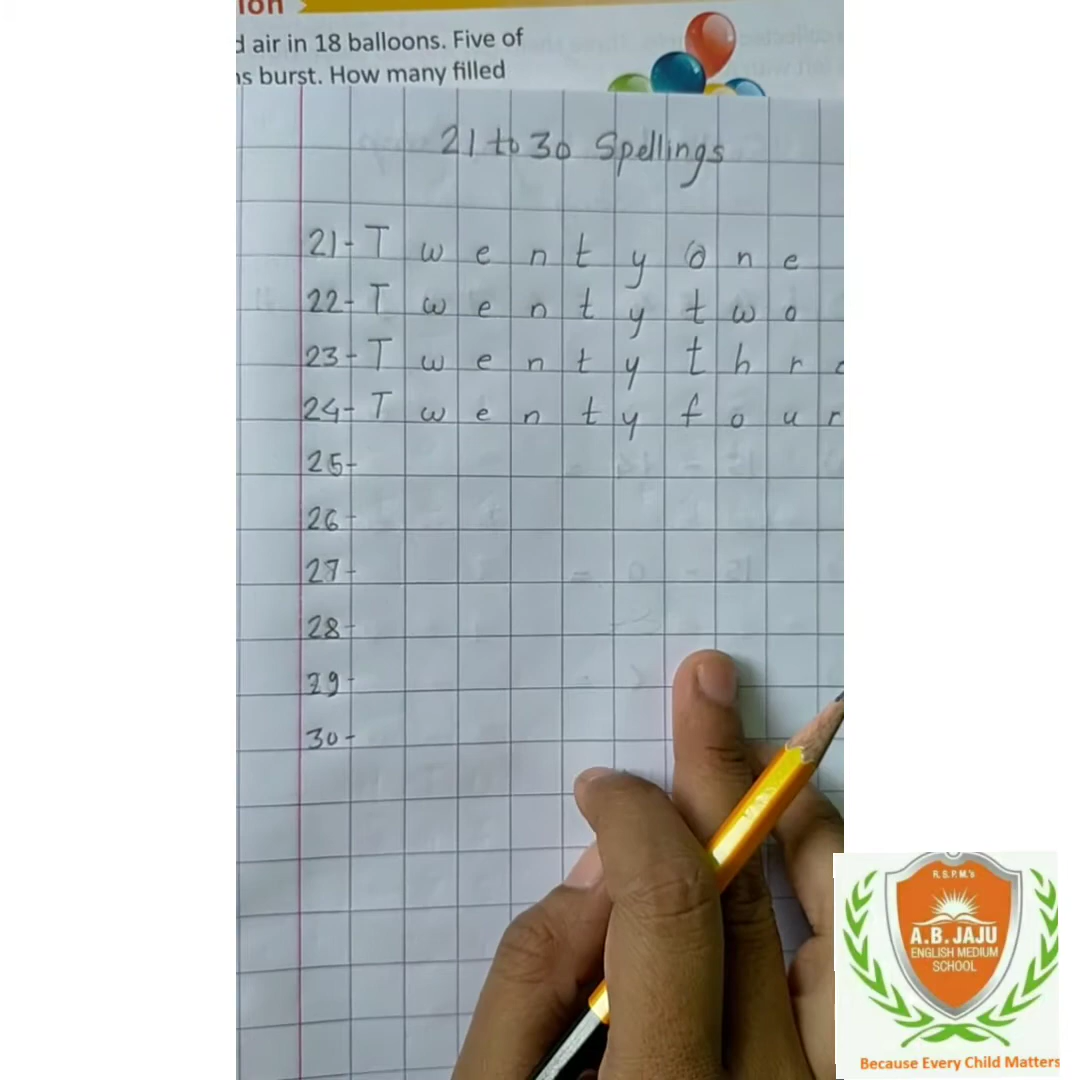 ion
d air in 18 balloons. Five of
ns burst. How many filled
21 to 30 Spellings
21- Twenty one
22- Twenty two
23- Twenty thre
24- Twenty four
25-
26-
27-
28-
29-
30-
R.S.P.M.'s
A.B. JAJU
ENGLISH MEDIUM
SCHOOL
Because Every Child Matters